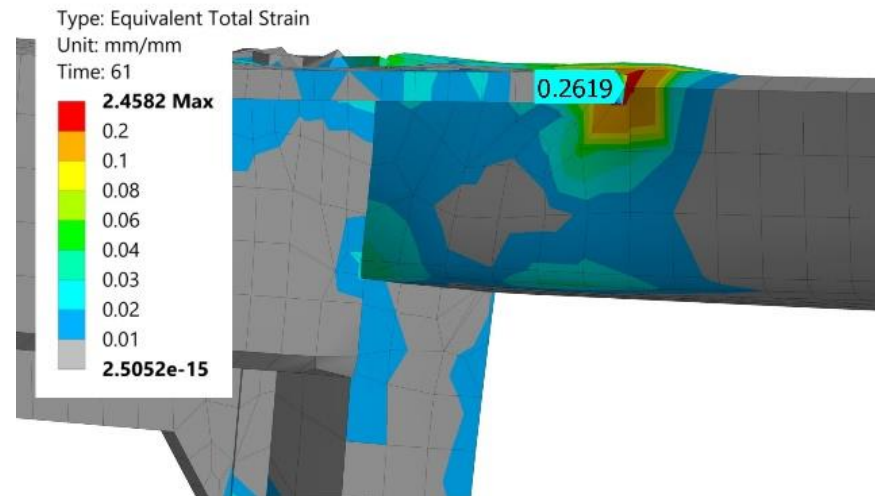 Type: Equivalent Total Strain
Unit: mm/mm
Time: 61
2.4582 Max
0.2
0.1
0.08
0.06
0.04
0.03
0.02
0.01
2.5052e-15
0.2619